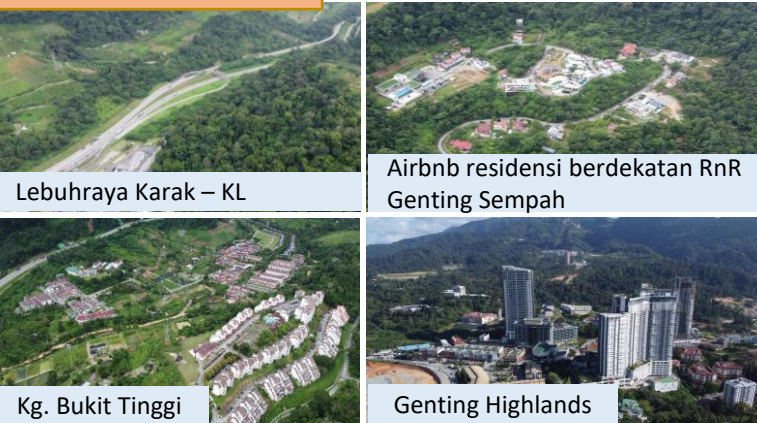 Lebuhraya Karak – KL
Airbnb residensi berdekatan RnR
Genting Sempah
Kg. Bukit Tinggi
Genting Highlands